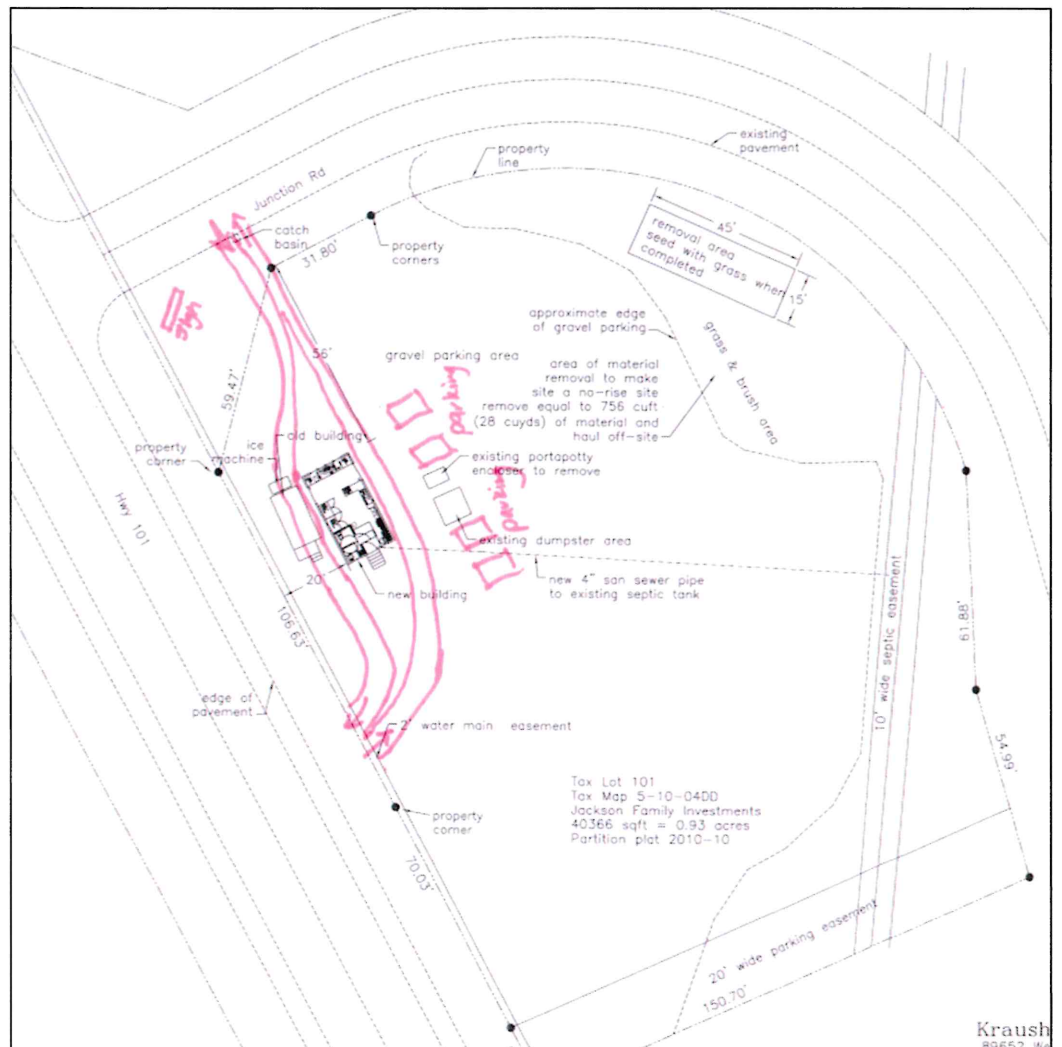 existing
pavement
property
line
Junction Rd
catch
basin
31.80'
property
corners
45'
removal area
seed with grass when
completed
15'
sign
approximate edge
of gravel parking
grass & brush area
56'
gravel parking area
area of material
removal to make
site a no-rise site
remove equal to 756 cuft
(28 cuyds) of material and
haul off-site
parking
59.47'
old building
ice
machine
property
corner
existing portapotty
encloser to remove
parking
Hwy 101
existing dumpster area
20'
new building
new 4" san sewer pipe
to existing septic tank
106.63'
10' wide septic easement
61.88'
edge of
pavement
2' water main easement
54.99'
Tax Lot 101
Tax Map 5-10-04DD
Jackson Family Investments
40366 sqft = 0.93 acres
Partition plat 2010-10
property
corner
70.03'
20' wide parking easement
150.70'
Kraush